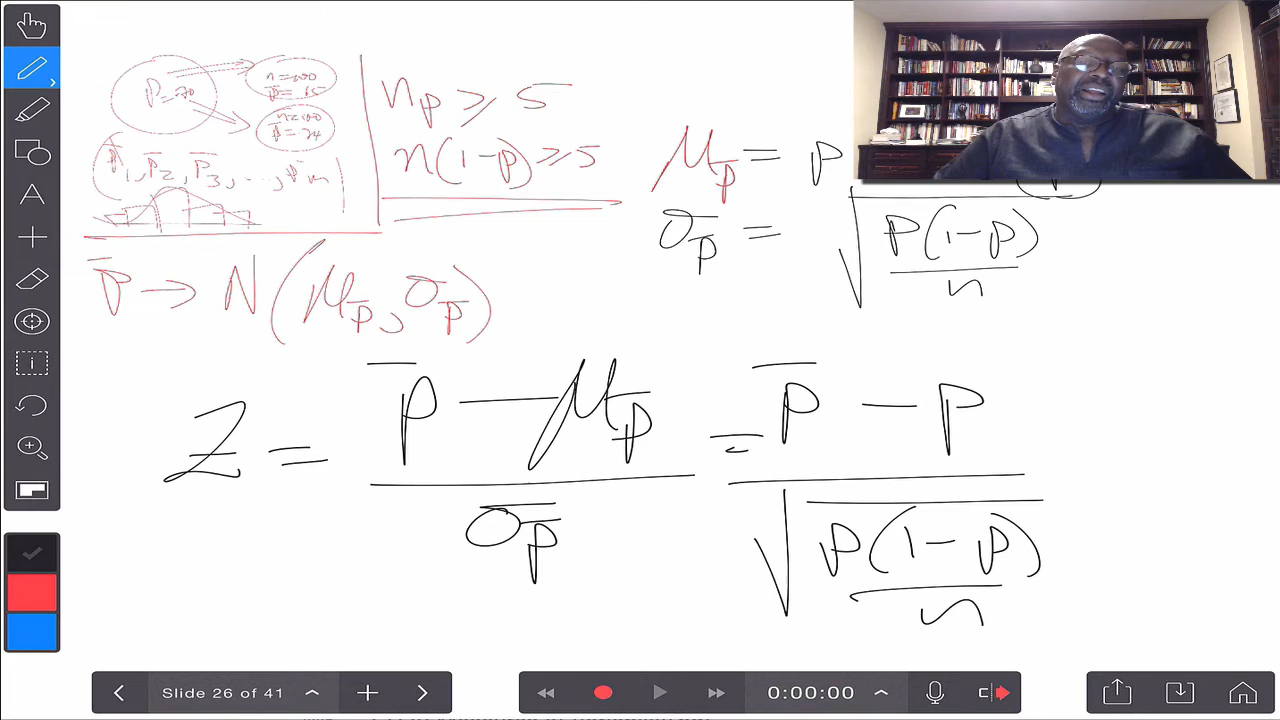 P = 70
n = 100
p̄ = 65
n = 100
p̄ = 74
p̄₁, p̄₂, p̄₃, ..., p̄m
np ≥ 5
n(1-p) ≥ 5
p̄ → N(μp̄, σp̄)
μp̄ = p
σp̄ = √(P(1-p)/n)
Z = (p̄ - μp̄)/σp̄ = (p̄ - p)/√(p(1-p)/n)
A
Slide 26 of 41
0:00:00